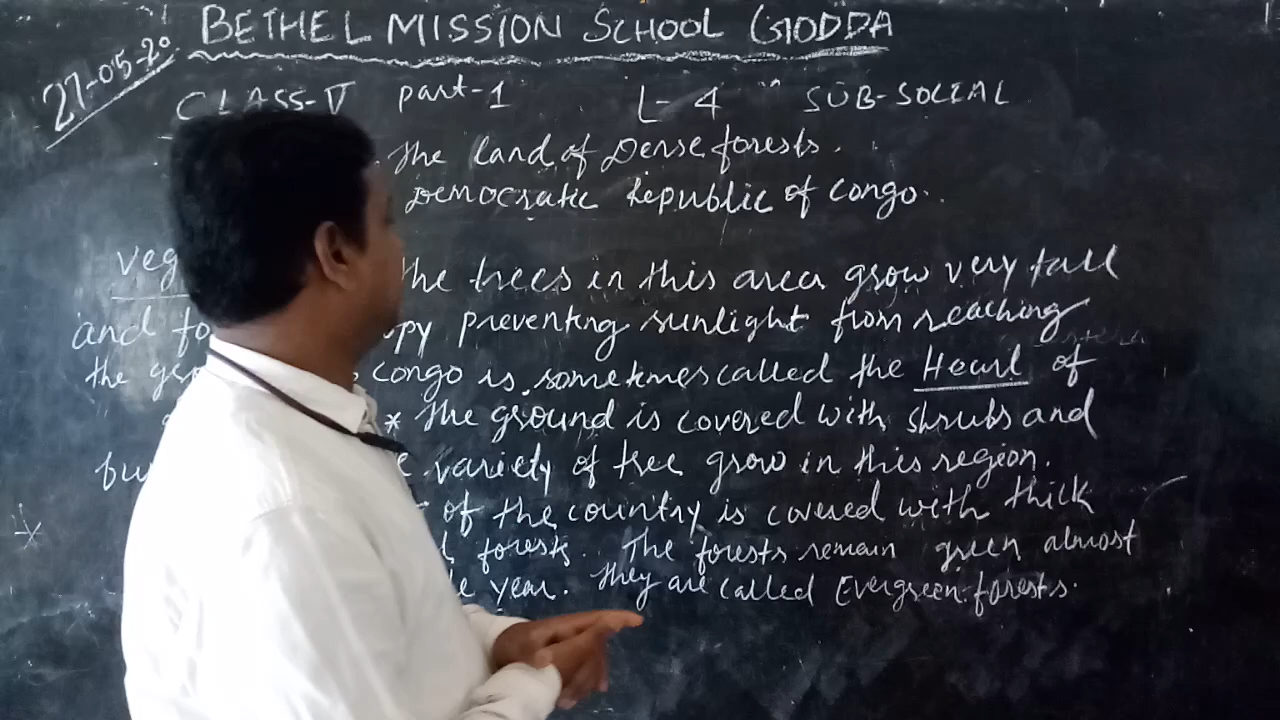 BETHEL MISSION SCHOOL GODDA
27-05-20
CLASS-V part-1 L-4 SUB-SOCIAL
The land of Dense forests.
Democratic Republic of Congo.
veg the trees in this area grow very tall
and fo opy preventing sunlight from reaching
the congo is sometimes called the Heart of
* The ground is covered with shrubs and
bu variety of tree grow in this region.
of the country is covered with thick
forests. The forests remain green almost
year. They are called Evergreen forests.